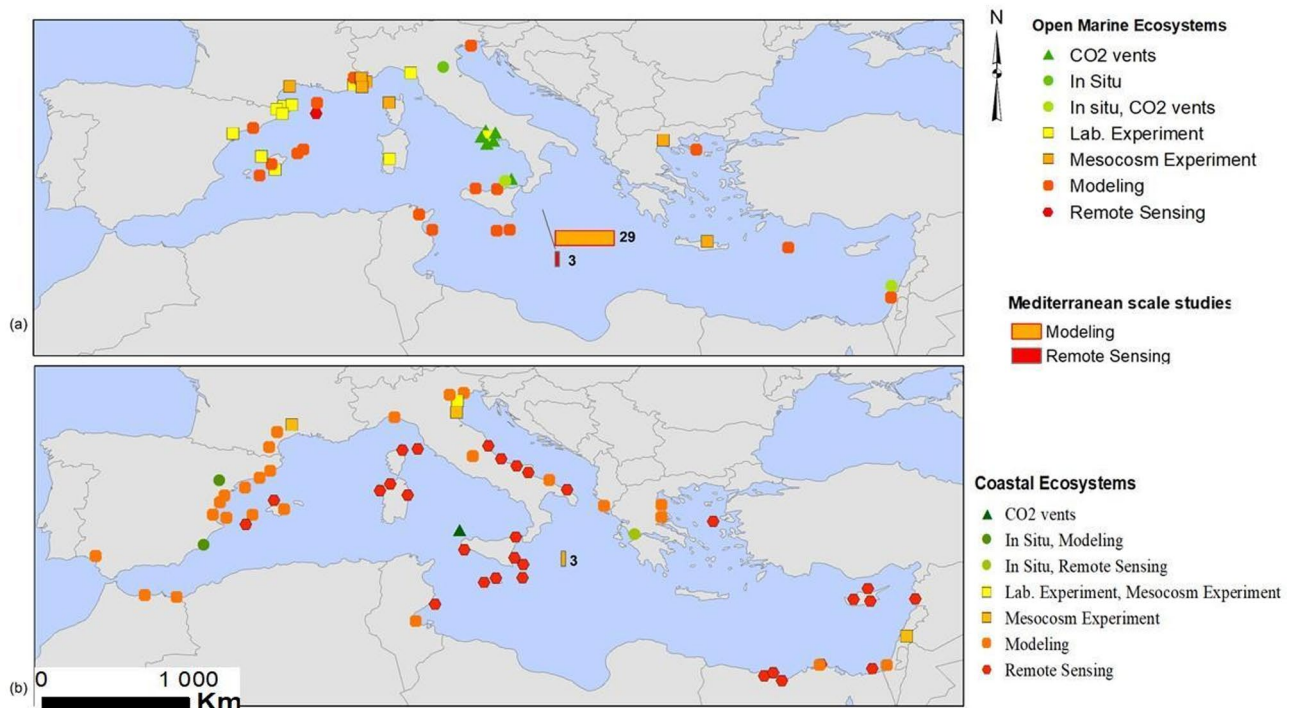 N
Open Marine Ecosystems
CO2 vents
In Situ
In situ, CO2 vents
Lab. Experiment
Mesocosm Experiment
Modeling
Remote Sensing
29
3
Mediterranean scale studies
Modeling
Remote Sensing
(a)
3
Coastal Ecosystems
CO2 vents
In Situ, Modeling
In Situ, Remote Sensing
Lab. Experiment, Mesocosm Experiment
Mesocosm Experiment
Modeling
Remote Sensing
(b)
0 1 000
Km